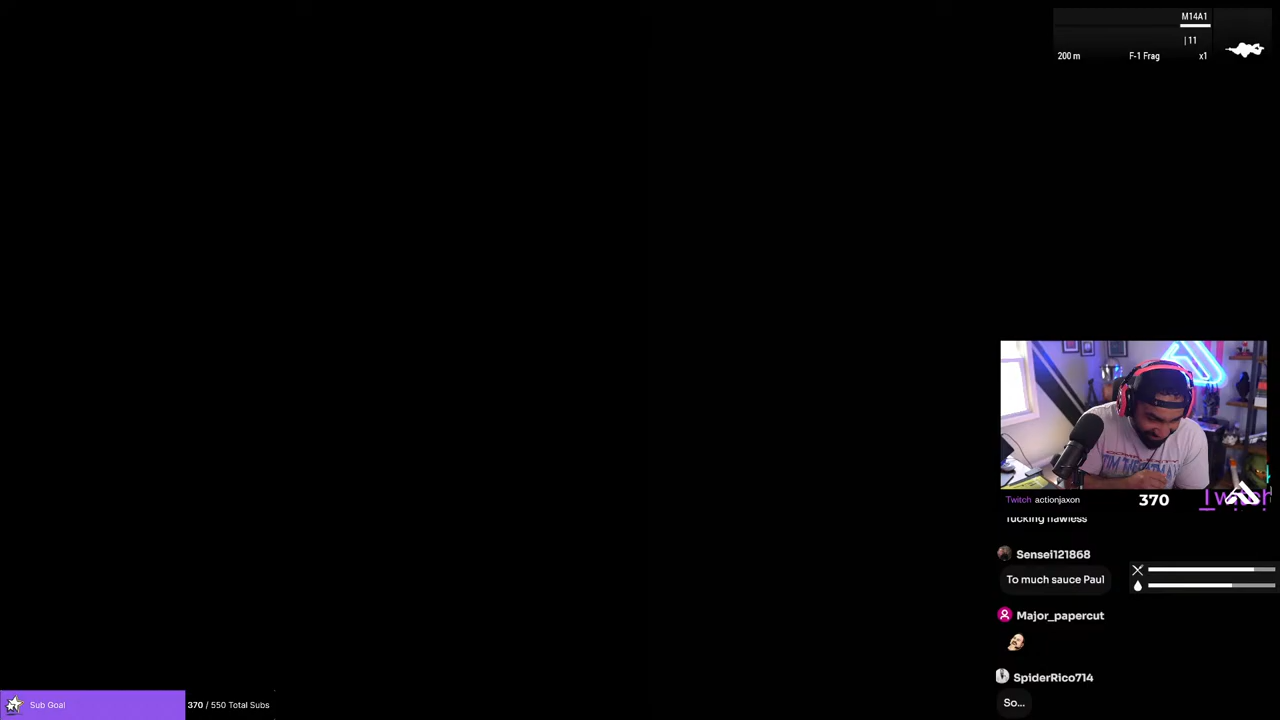 M14A1
| 11
200 m F-1 Frag x1
Twitch actionjaxon 370 Twitch
fucking flawless
Sensei121868
To much sauce Paul
Major_papercut
SpiderRico714
So...
Sub Goal 370 / 550 Total Subs